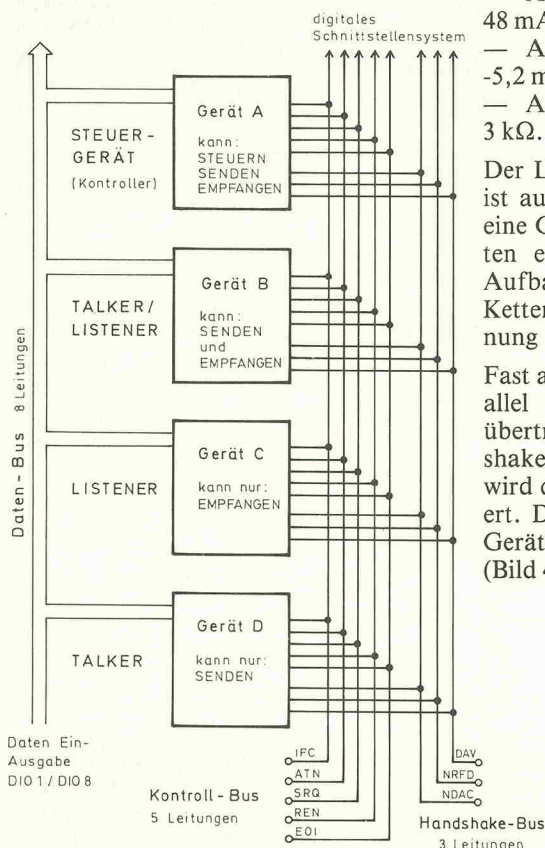 digitales
Schnittstellensystem
Gerät A
kann:
STEUERN
SENDEN
EMPFANGEN
STEUER-
GERÄT
(Kontroller)
Gerät B
kann:
SENDEN
und
EMPFANGEN
TALKER/
LISTENER
Gerät C
kann nur:
EMPFANGEN
LISTENER
Gerät D
kann nur:
SENDEN
TALKER
Daten-Bus 8 Leitungen
Daten Ein-
Ausgabe
DIO 1 / DIO 8
IFC
ATN
SRQ
REN
EOI
Kontroll-Bus
5 Leitungen
DAV
NRFD
NDAC
Handshake-Bus
3 Leitungen
48 mA
— A
-5,2 m
— A
3 kΩ.
Der L
ist au
eine G
ten e
Aufba
Ketten
nung
Fast a
allel
übertr
shake
wird d
ert. D
Gerät
(Bild 4